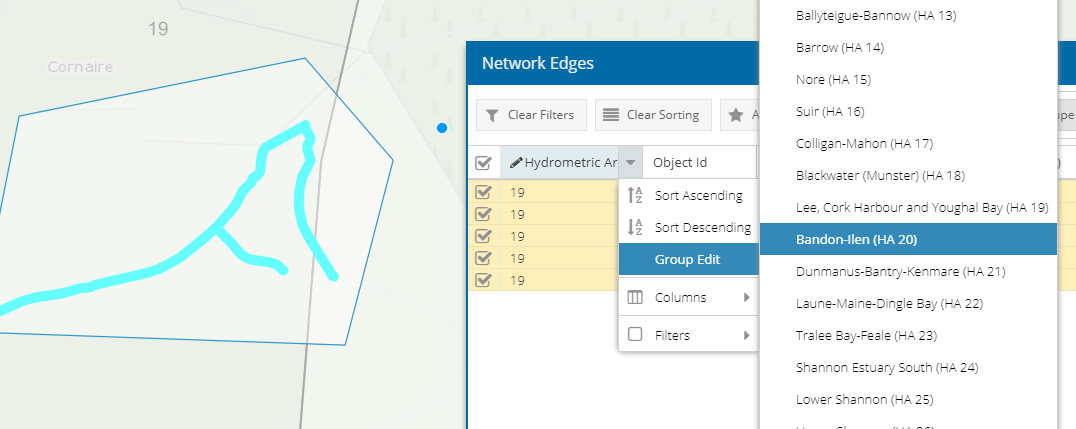 19
Cornaire
Network Edges
Clear Filters
Clear Sorting
A
Hydrometric Ar
Object Id
19
19
19
19
19
Sort Ascending
Sort Descending
Group Edit
Columns
Filters
Ballyteigue-Bannow (HA 13)
Barrow (HA 14)
Nore (HA 15)
Suir (HA 16)
Colligan-Mahon (HA 17)
Blackwater (Munster) (HA 18)
Lee, Cork Harbour and Youghal Bay (HA 19)
Bandon-Ilen (HA 20)
Dunmanus-Bantry-Kenmare (HA 21)
Laune-Maine-Dingle Bay (HA 22)
Tralee Bay-Feale (HA 23)
Shannon Estuary South (HA 24)
Lower Shannon (HA 25)